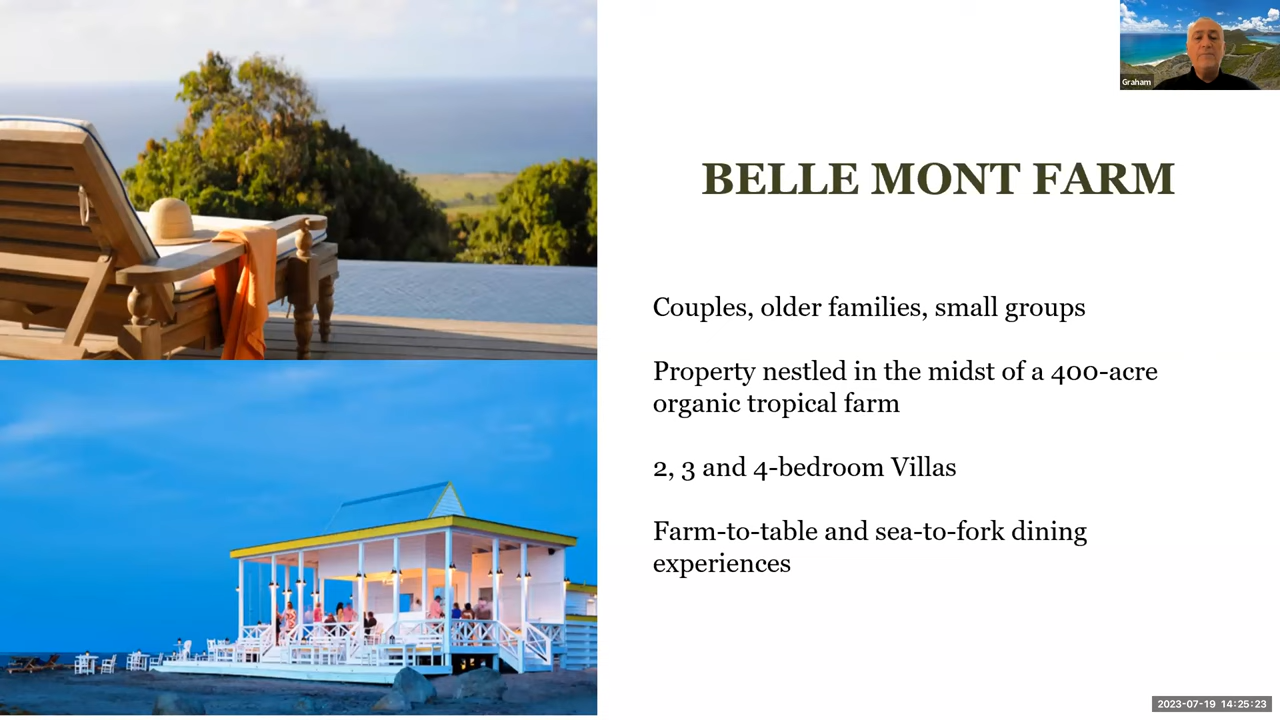 Graham
BELLE MONT FARM
Couples, older families, small groups
Property nestled in the midst of a 400-acre
organic tropical farm
2, 3 and 4-bedroom Villas
Farm-to-table and sea-to-fork dining
experiences
2023-07-19 14:25:23